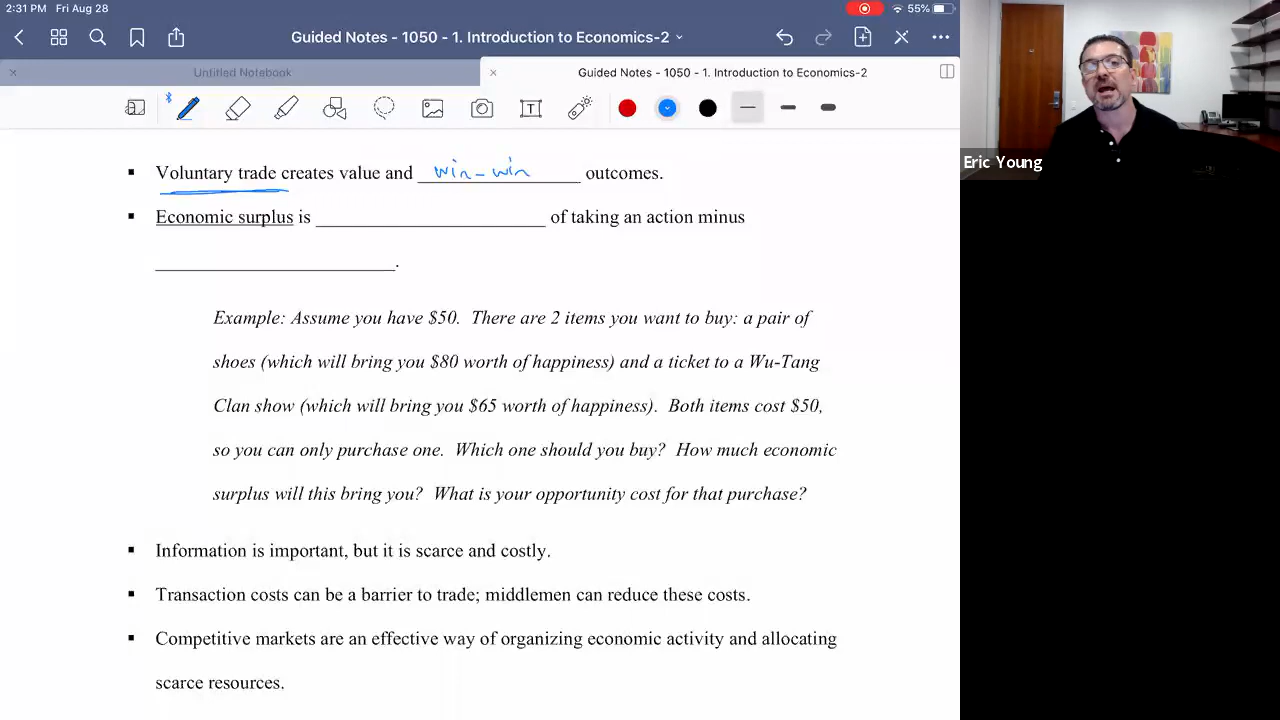 2:31 PM Fri Aug 28
55%
Guided Notes - 1050 - 1. Introduction to Economics-2
Untitled Notebook
Guided Notes - 1050 - 1. Introduction to Economics-2
T
Voluntary trade creates value and win-win outcomes.
Economic surplus is ____________ of taking an action minus
____________.
Example: Assume you have $50. There are 2 items you want to buy: a pair of
shoes (which will bring you $80 worth of happiness) and a ticket to a Wu-Tang
Clan show (which will bring you $65 worth of happiness). Both items cost $50,
so you can only purchase one. Which one should you buy? How much economic
surplus will this bring you? What is your opportunity cost for that purchase?
Information is important, but it is scarce and costly.
Transaction costs can be a barrier to trade; middlemen can reduce these costs.
Competitive markets are an effective way of organizing economic activity and allocating
scarce resources.
Eric Young